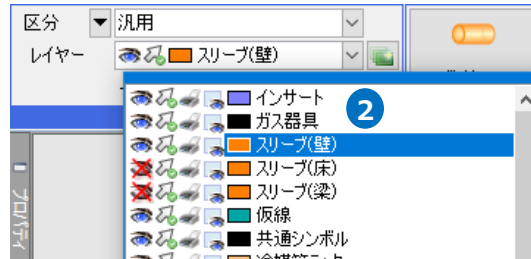 区分 汎用
レイヤー スリーブ(壁)
インサート
2
ガス器具
スリーブ(壁)
スリーブ(床)
スリーブ(梁)
仮線
共通シンボル
プロパティ